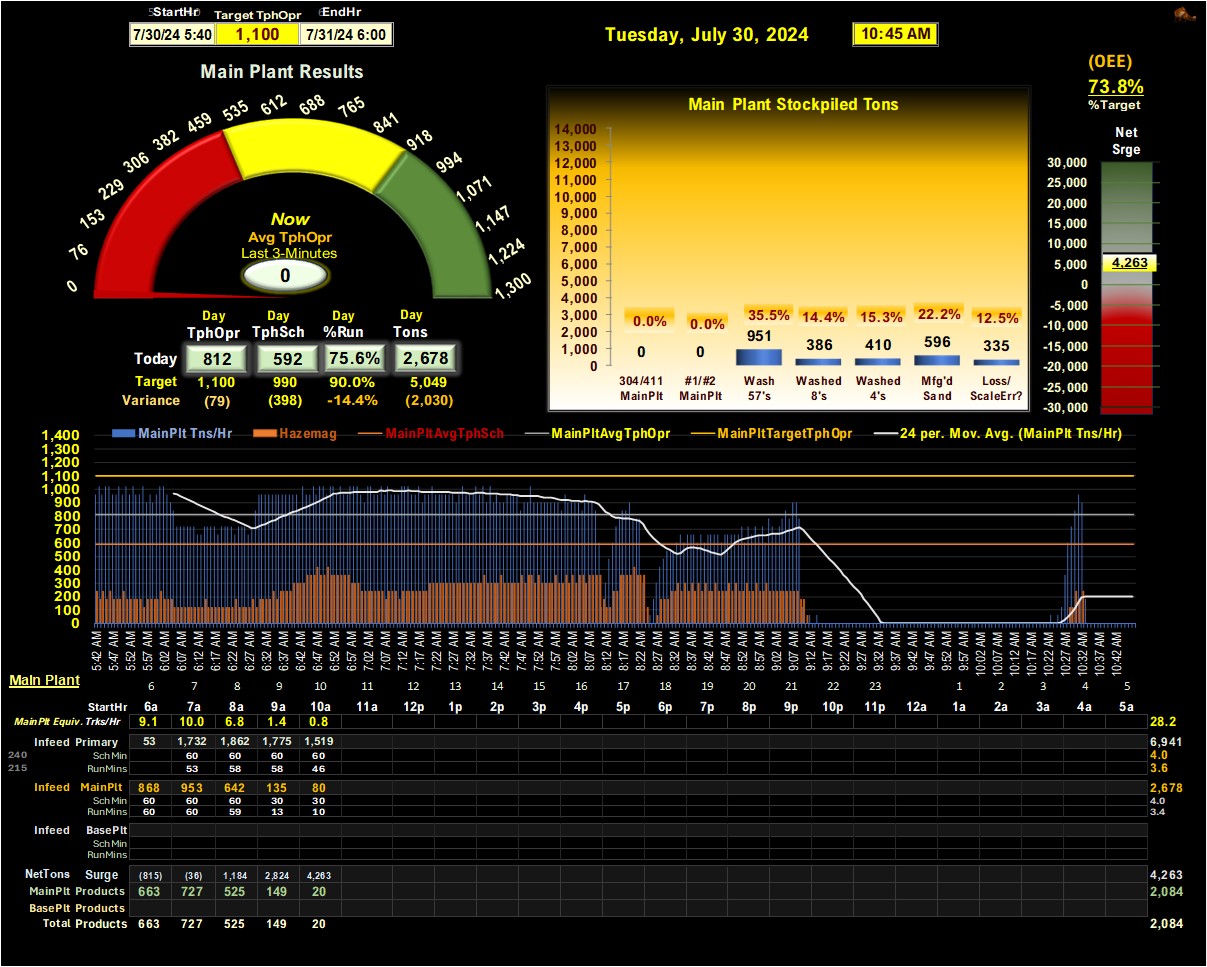 StartHr Target TphOpr EndHr
7/30/24 5:40 1,100 7/31/24 6:00
Tuesday, July 30, 2024 10:45 AM
(OEE)
73.8%
%Target
Main Plant Results
0 76 153 229 306 382 459 535 612 688 765 841 918 994 1,071 1,147 1,224 1,300
Now
Avg TphOpr
Last 3-Minutes
0
Day Day Day Day
TphOpr TphSch %Run Tons
Today 812 592 75.6% 2,678
Target 1,100 990 90.0% 5,049
Variance (79) (398) -14.4% (2,030)
Main Plant Stockpiled Tons
14,000
13,000
12,000
11,000
10,000
9,000
8,000
7,000
6,000
5,000
4,000
3,000
2,000
1,000
0
0.0% 0.0% 35.5% 14.4% 15.3% 22.2% 12.5%
0 0 951 386 410 596 335
304/411 #1/#2 Wash Washed Washed Mfg'd Loss/
MainPlt MainPlt 57's 8's 4's Sand ScaleErr?
Net
Srge
30,000
25,000
20,000
15,000
10,000
5,000 4,263
0
-5,000
-10,000
-15,000
-20,000
-25,000
-30,000
MainPlt Tns/Hr Hazemag MainPltAvgTphSch MainPltAvgTphOpr MainPltTargetTphOpr 24 per. Mov. Avg. (MainPlt Tns/Hr)
1,400
1,300
1,200
1,100
1,000
900
800
700
600
500
400
300
200
100
0
5:42 AM 5:47 AM 5:52 AM 5:57 AM 6:02 AM 6:07 AM 6:12 AM 6:17 AM 6:22 AM 6:27 AM 6:32 AM 6:37 AM 6:42 AM 6:47 AM 6:52 AM 6:57 AM 7:02 AM 7:07 AM 7:12 AM 7:17 AM 7:22 AM 7:27 AM 7:32 AM 7:37 AM 7:42 AM 7:47 AM 7:52 AM 7:57 AM 8:02 AM 8:07 AM 8:12 AM 8:17 AM 8:22 AM 8:27 AM 8:32 AM 8:37 AM 8:42 AM 8:47 AM 8:52 AM 8:57 AM 9:02 AM 9:07 AM 9:12 AM 9:17 AM 9:22 AM 9:27 AM 9:32 AM 9:37 AM 9:42 AM 9:47 AM 9:52 AM 9:57 AM 10:02 AM 10:07 AM 10:12 AM 10:17 AM 10:22 AM 10:27 AM 10:32 AM 10:37 AM 10:42 AM
Main Plant
6 7 8 9 10 11 12 13 14 15 16 17 18 19 20 21 22 23 1 2 3 4 5
StartHr 6a 7a 8a 9a 10a 11a 12p 1p 2p 3p 4p 5p 6p 7p 8p 9p 10p 11p 12a 1a 2a 3a 4a 5a
MainPlt Equiv. Trks/Hr 9.1 10.0 6.8 1.4 0.8 28.2
Infeed Primary 53 1,732 1,862 1,775 1,519 6,941
240 SchMin 60 60 60 60 4.0
215 RunMins 53 58 58 46 3.6
Infeed MainPlt 868 953 642 135 80 2,678
SchMin 60 60 60 30 30 4.0
RunMins 60 60 59 13 10 3.4
Infeed BasePlt
SchMin
RunMins
NetTons Surge (815) (36) 1,184 2,824 4,263 4,263
MainPlt Products 663 727 525 149 20 2,084
BasePlt Products
Total Products 663 727 525 149 20 2,084